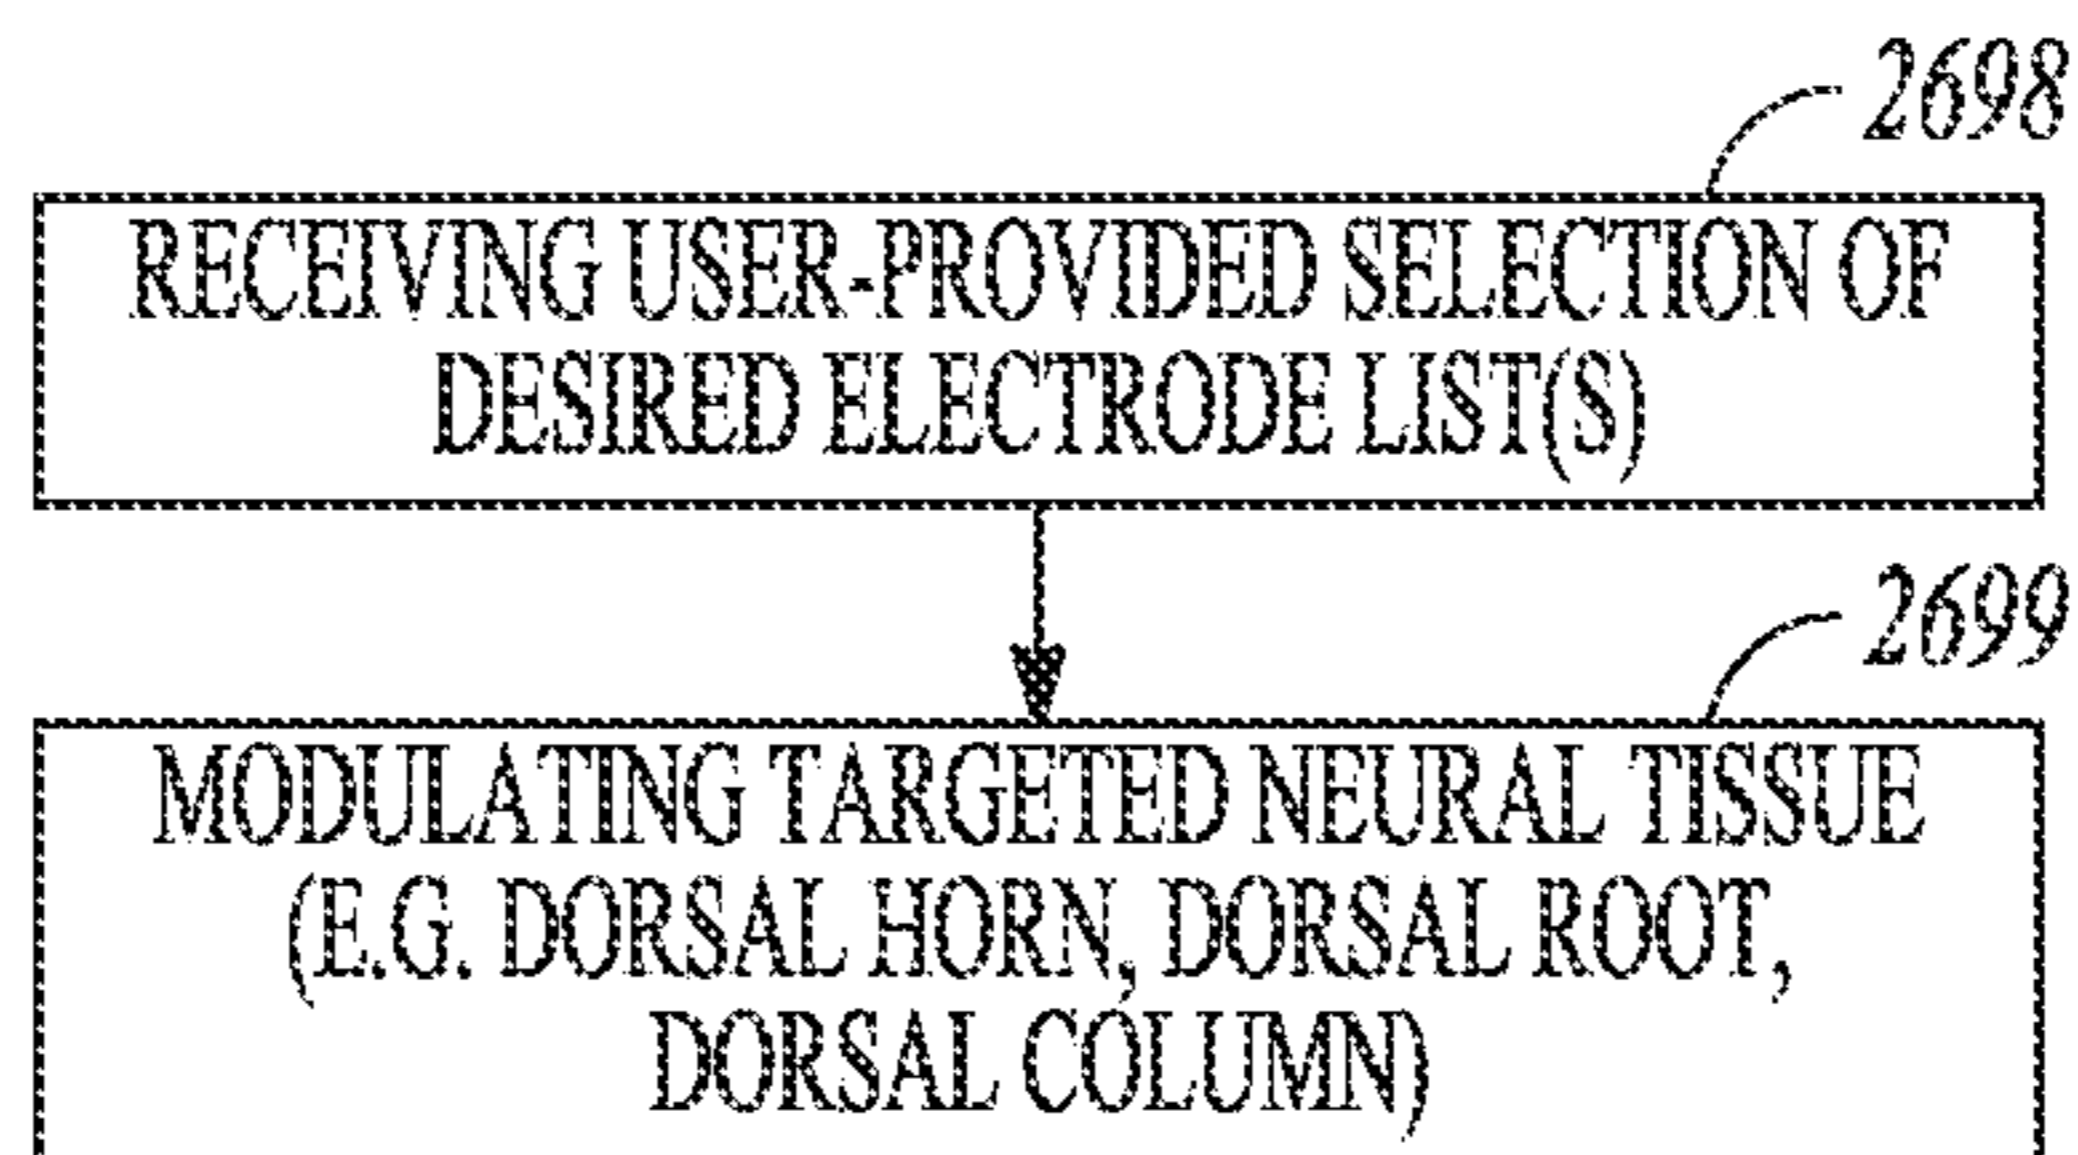 2698
RECEIVING USER-PROVIDED SELECTION OF
DESIRED ELECTRODE LIST(S)
2699
MODULATING TARGETED NEURAL TISSUE
(E.G. DORSAL HORN, DORSAL ROOT,
DORSAL COLUMN)